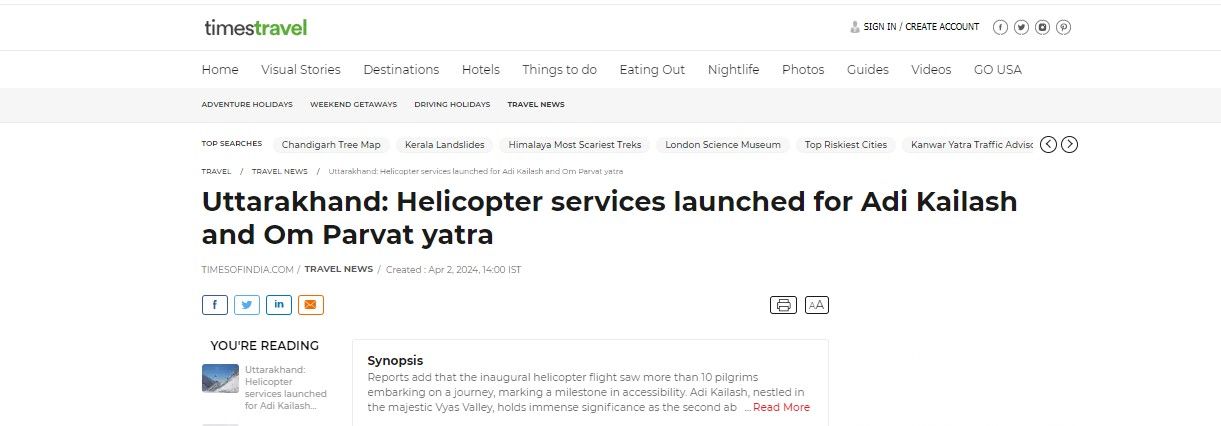 timestravel
SIGN IN / CREATE ACCOUNT
Home Visual Stories Destinations Hotels Things to do Eating Out Nightlife Photos Guides Videos GO USA
ADVENTURE HOLIDAYS WEEKEND GETAWAYS DRIVING HOLIDAYS TRAVEL NEWS
TOP SEARCHES Chandigarh Tree Map Kerala Landslides Himalaya Most Scariest Treks London Science Museum Top Riskiest Cities Kanwar Yatra Traffic Adviso
TRAVEL / TRAVEL NEWS / Uttarakhand: Helicopter services launched for Adi Kailash and Om Parvat yatra
Uttarakhand: Helicopter services launched for Adi Kailash
and Om Parvat yatra
TIMESOFINDIA.COM / TRAVEL NEWS / Created : Apr 2, 2024, 14:00 IST
f in AA
YOU'RE READING
Uttarakhand:
Helicopter
services launched
for Adi Kailash...
Synopsis
Reports add that the inaugural helicopter flight saw more than 10 pilgrims
embarking on a journey, marking a milestone in accessibility. Adi Kailash, nestled in
the majestic Vyas Valley, holds immense significance as the second ab ...Read More